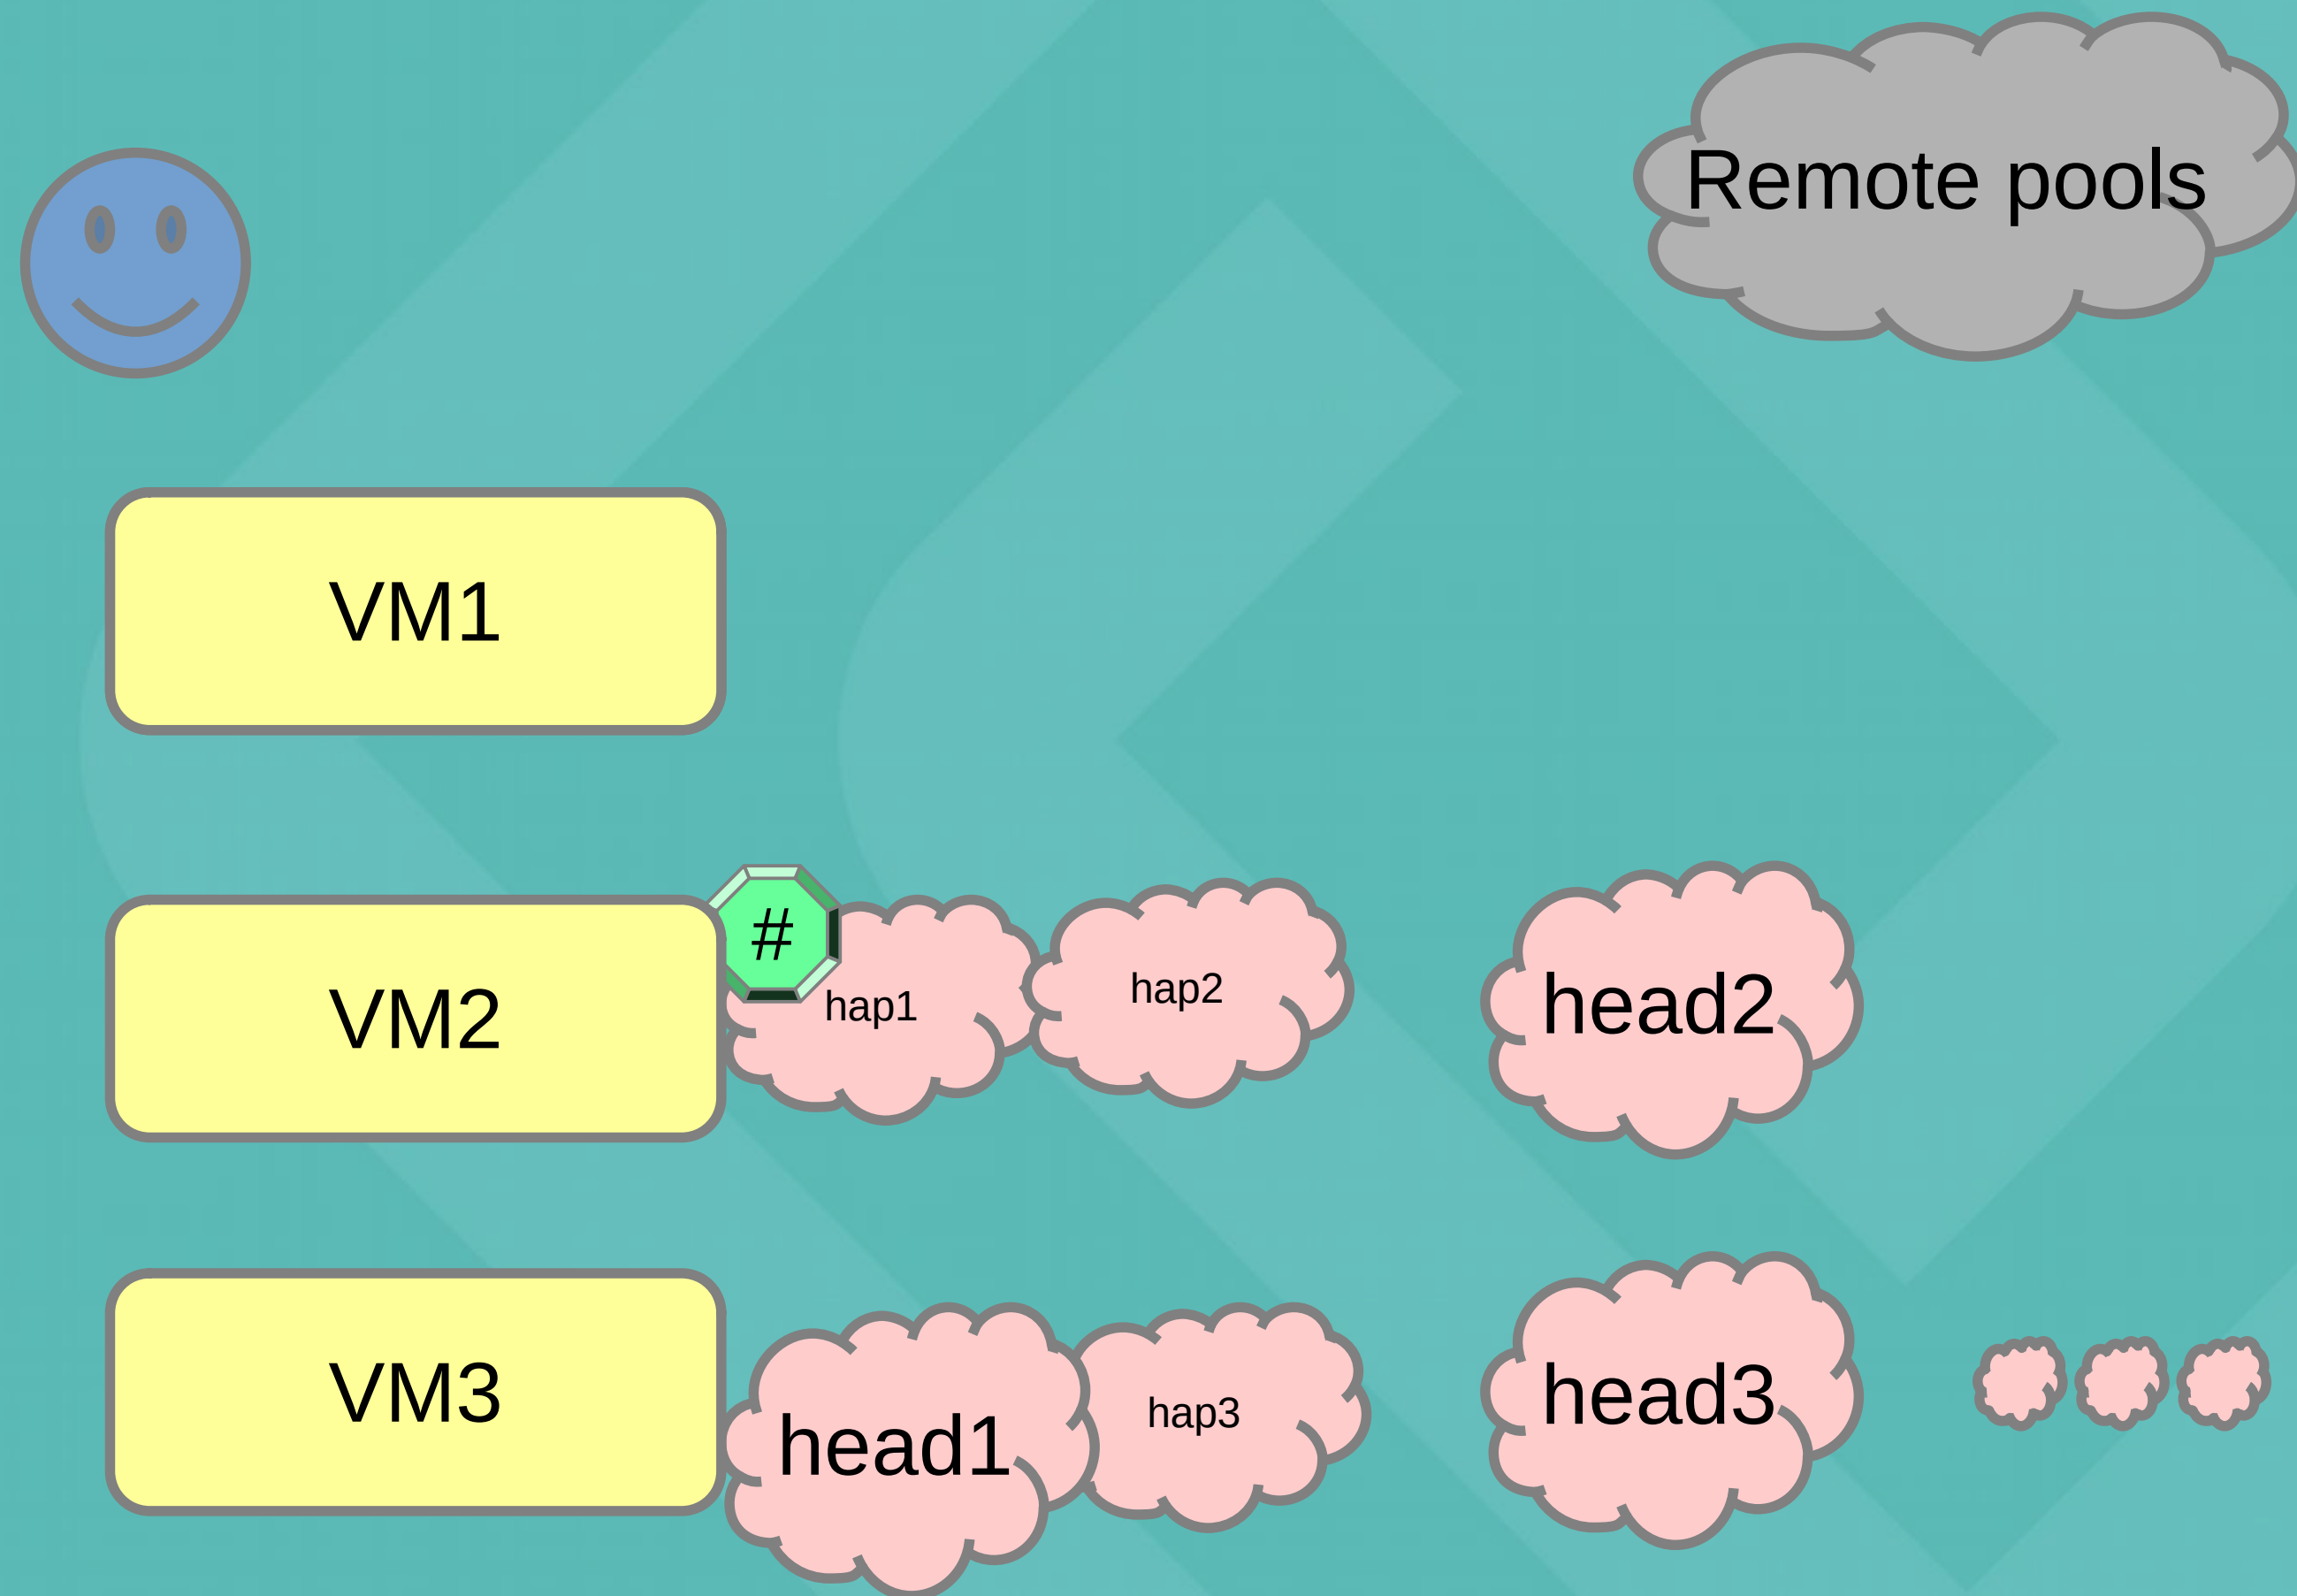 Remote pools
VM1
VM2
#
hap1
hap2
head2
VM3
head1
hap3
head3